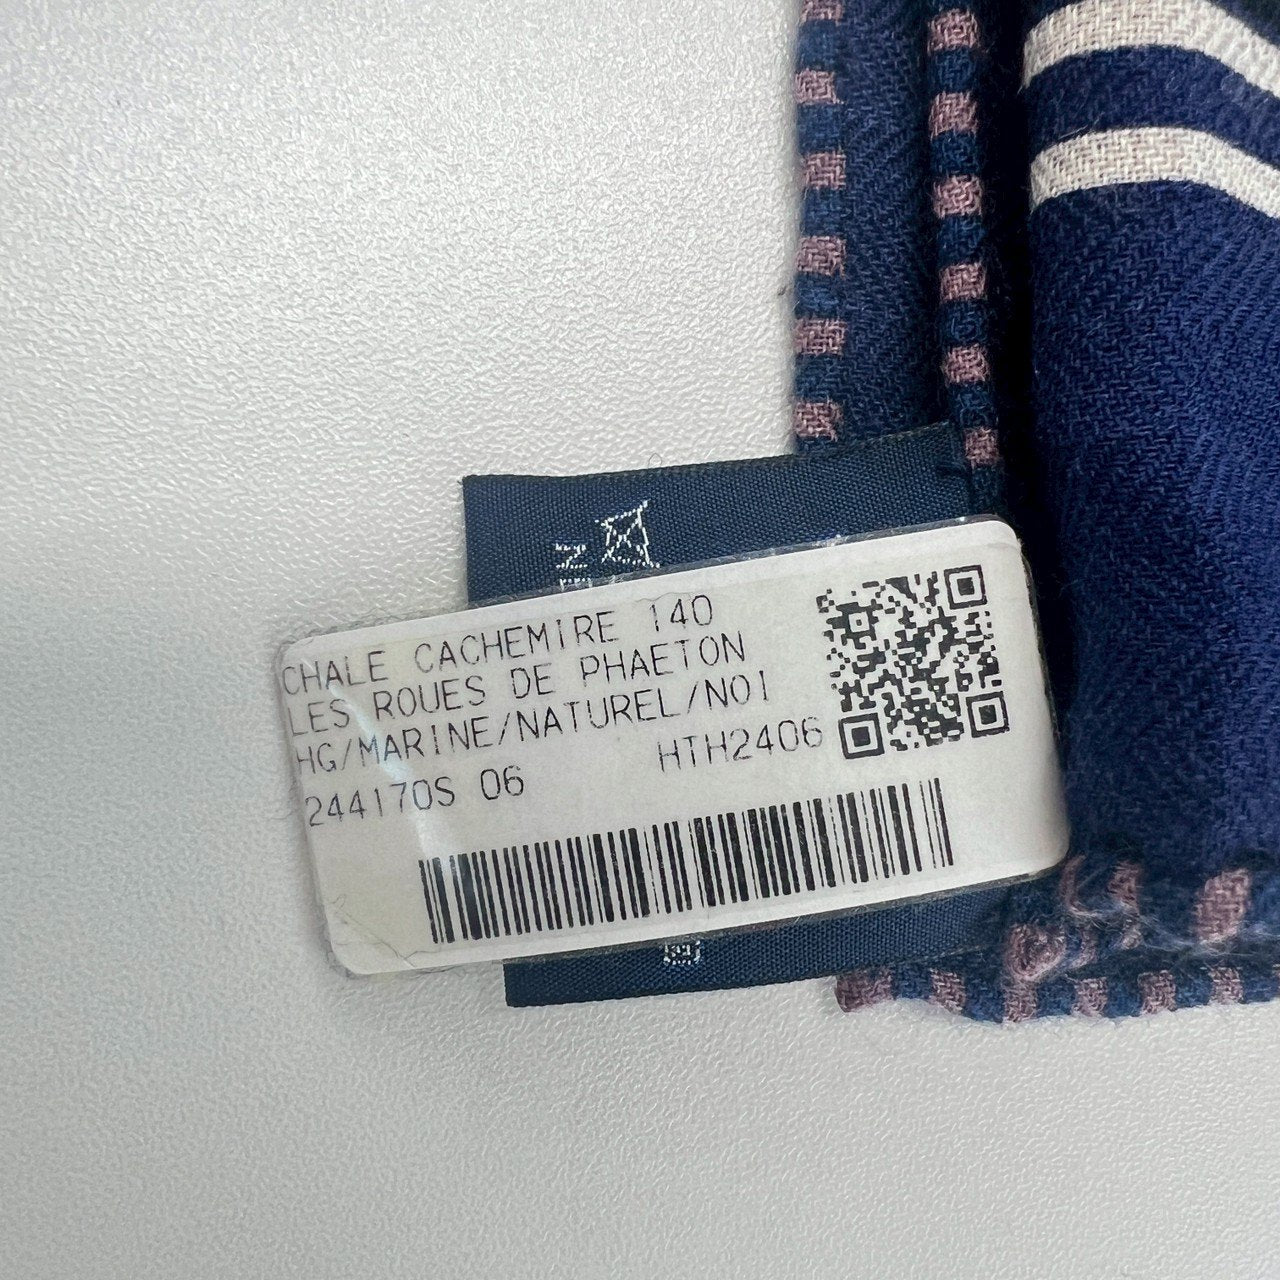 CHALE CACHEMIRE 140
LES ROUES DE PHAETON
HG/MARINE/NATUREL/NOI
244170S 06 HTH2406